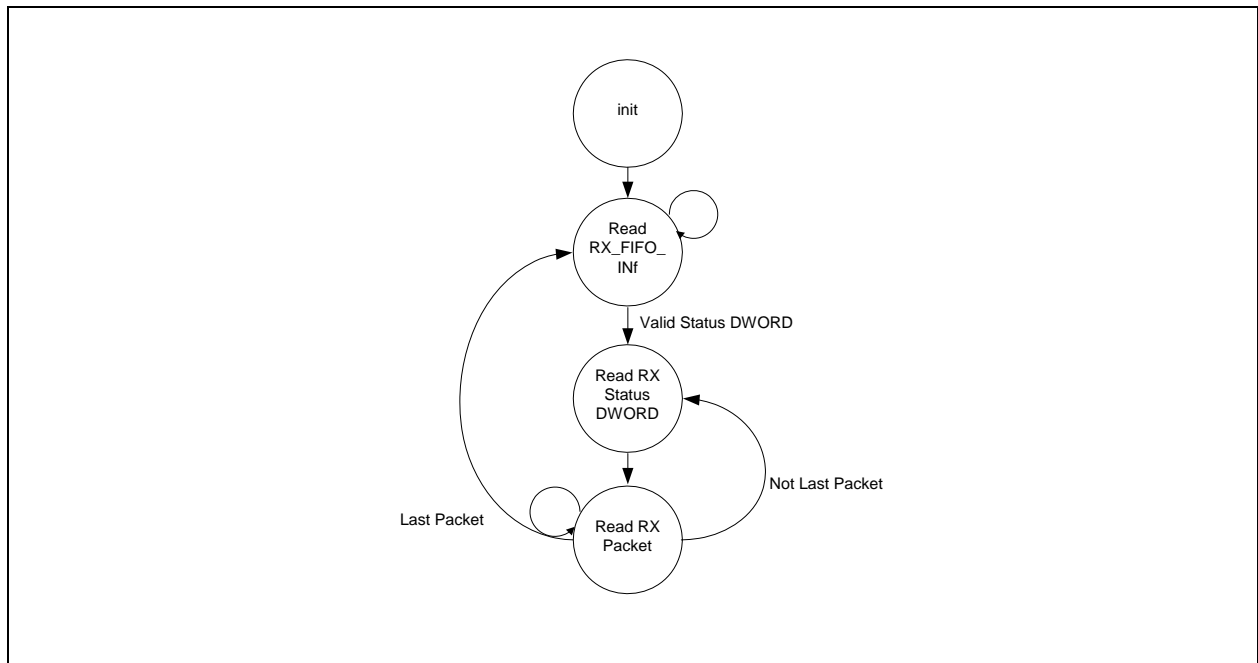 init
Read
RX_FIFO_
INf
Valid Status DWORD
Read RX
Status
DWORD
Not Last Packet
Last Packet
Read RX
Packet